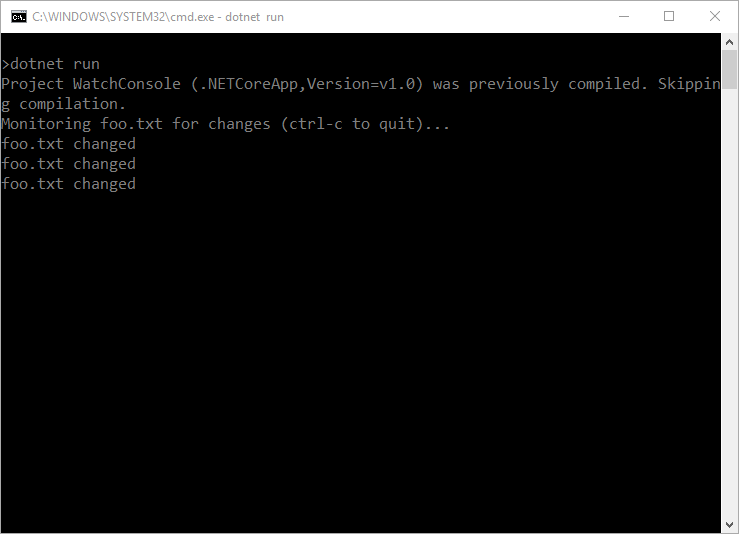 C:\WINDOWS\SYSTEM32\cmd.exe - dotnet run
>dotnet run
Project WatchConsole (.NETCoreApp,Version=v1.0) was previously compiled. Skippin
g compilation.
Monitoring foo.txt for changes (ctrl-c to quit)...
foo.txt changed
foo.txt changed
foo.txt changed